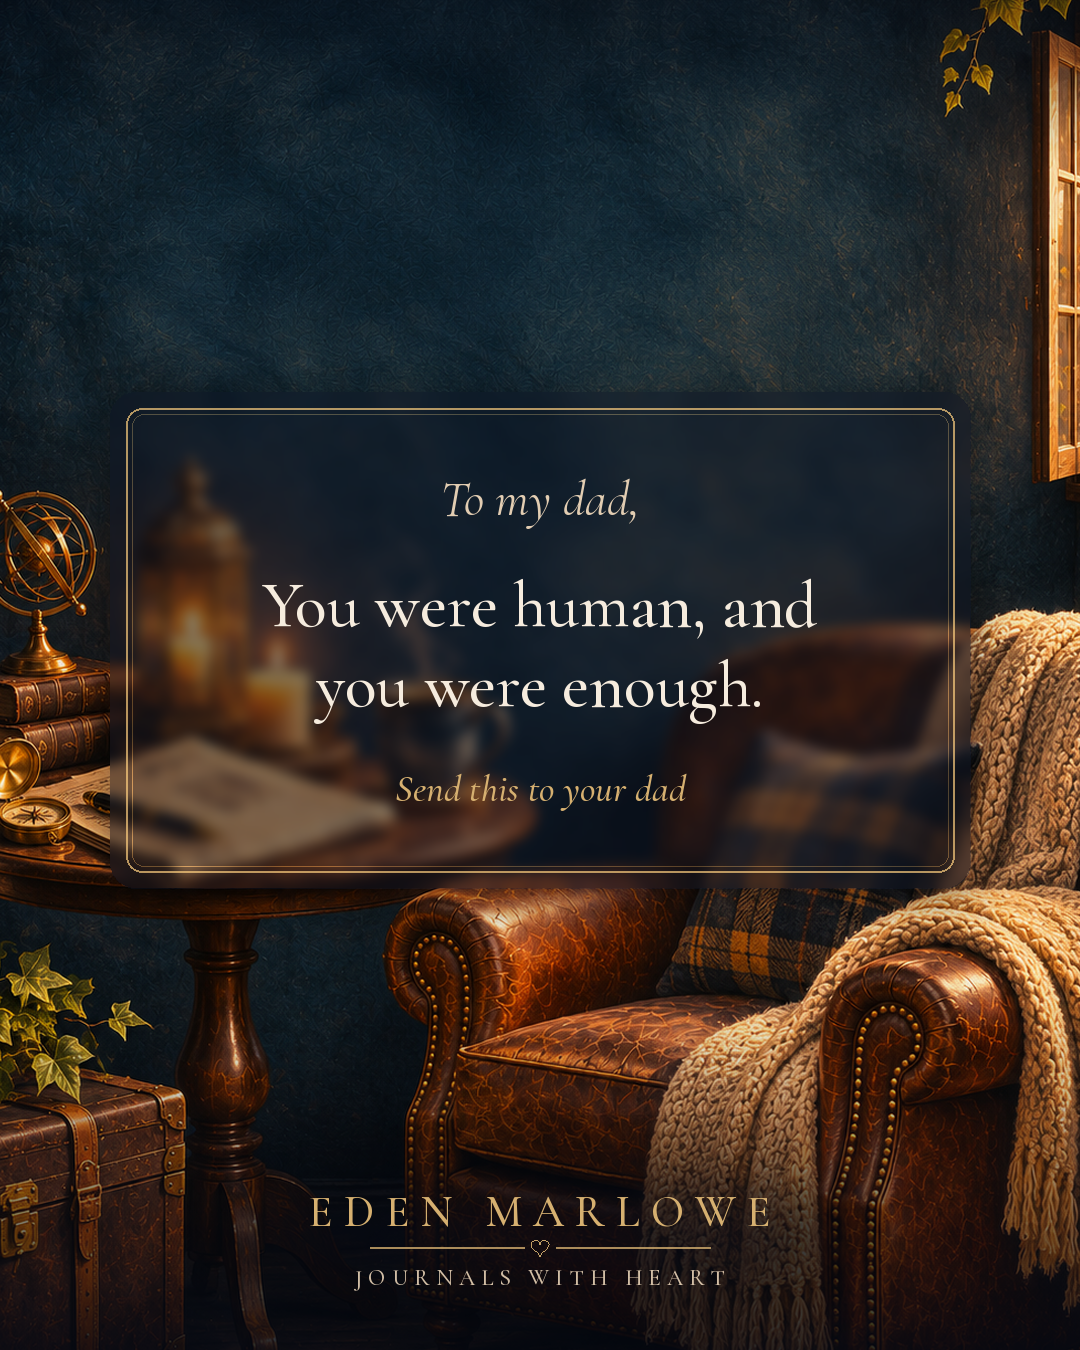 To my dad,
You were human, and
you were enough.
Send this to your dad
EDEN MARLOWE
JOURNALS WITH HEART